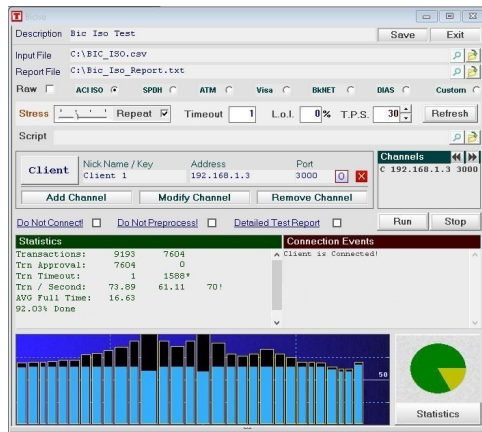 Description Bic Iso Test Save Exit
Input File C:\BIC_ISO.csv
Report File C:\Bic_Iso_Report.txt
Raw ACI ISO SPDH ATM Visa BkNET DIAS Custom
Stress Repeat Timeout 1 L.o.l. 0% T.P.S. 30 Refresh
Script
Client Nick Name / Key Address Port
Client 1 192.168.1.3 3000 O X
Channels
C 192.168.1.3 3000
Add Channel Modify Channel Remove Channel
Do Not Connect! Do Not Preprocess! Detailed Test Report Run Stop
Statistics Connection Events
Transactions: 9193 7604 Client is Connected!
Trn Approval: 7604 0
Trn Timeout: 1 1588*
Trn / Second: 73.89 61.11 70!
AVG Full Time: 16.63
92.03% Done
50
Statistics